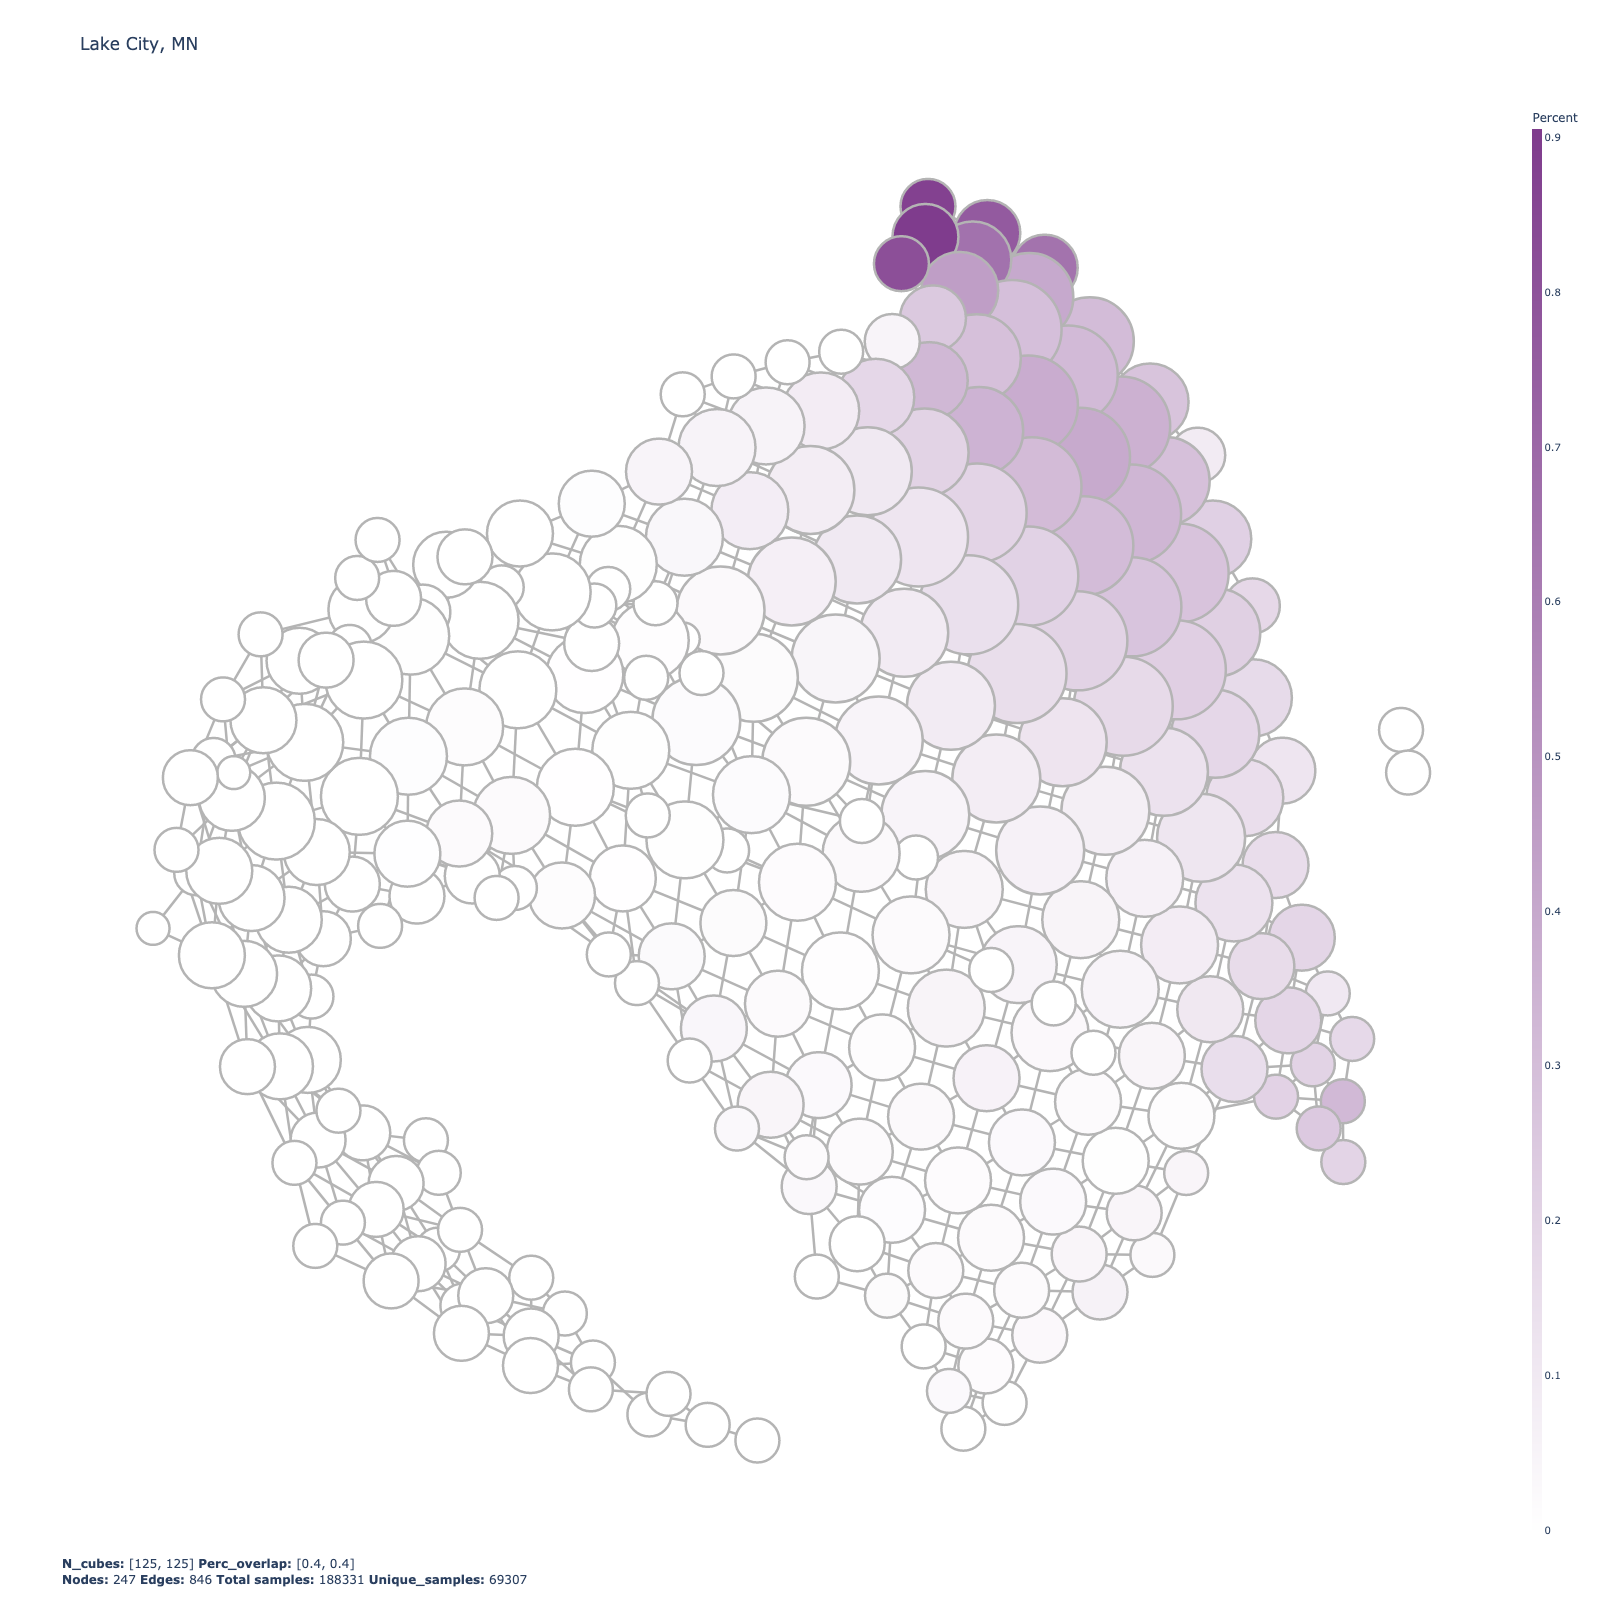 Lake City, MN
Percent
0.9
0.8
0.7
0.6
0.5
0.4
0.3
0.2
0.1
0
N_cubes: [125, 125] Perc_overlap: [0.4, 0.4]
Nodes: 247 Edges: 846 Total samples: 188331 Unique_samples: 69307